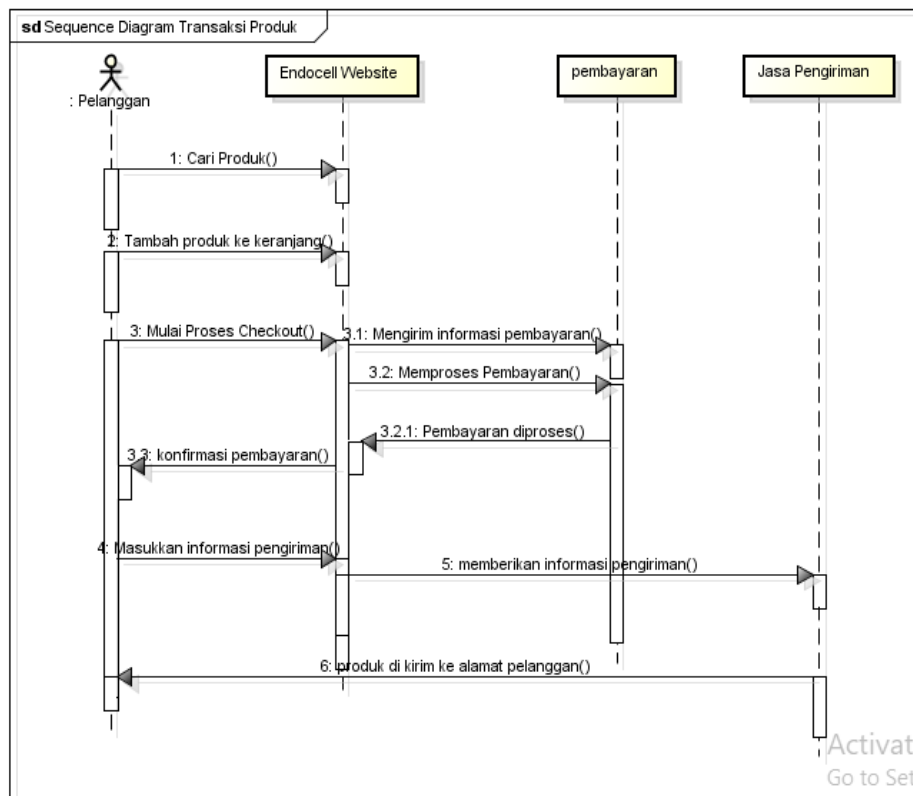 sd Sequence Diagram Transaksi Produk
: Pelanggan
Endocell Website
pembayaran
Jasa Pengiriman
1: Cari Produk()
2: Tambah produk ke keranjang()
3: Mulai Proses Checkout()
3.1: Mengirim informasi pembayaran()
3.2: Memproses Pembayaran()
3.2.1: Pembayaran diproses()
3.3: konfirmasi pembayaran()
4: Masukkan informasi pengiriman()
5: memberikan informasi pengiriman()
6: produk di kirim ke alamat pelanggan()
Activat
Go to Set